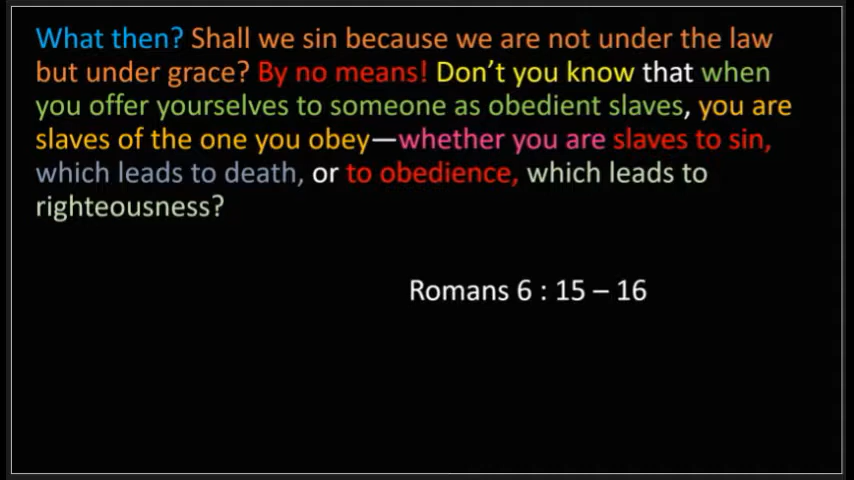 What then? Shall we sin because we are not under the law
but under grace? By no means! Don’t you know that when
you offer yourselves to someone as obedient slaves, you are
slaves of the one you obey—whether you are slaves to sin,
which leads to death, or to obedience, which leads to
righteousness?
Romans 6 : 15 – 16